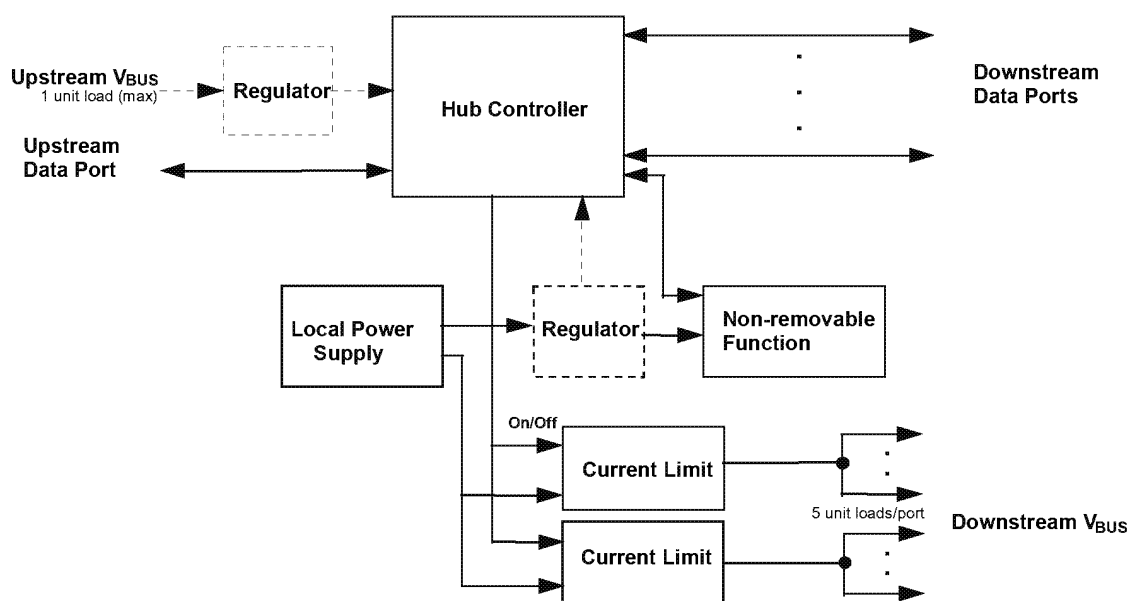 Upstream VBUS
1 unit load (max)
Regulator
Hub Controller
Downstream
Data Ports
Upstream
Data Port
Local Power
Supply
Regulator
Non-removable
Function
On/Off
Current Limit
5 unit loads/port
Downstream VBUS
Current Limit